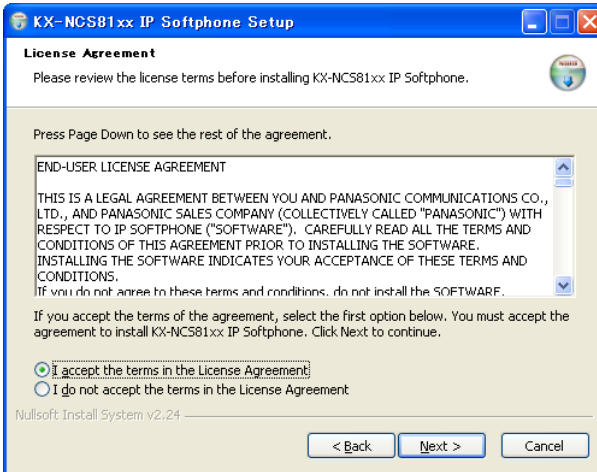 KX-NCS81xx IP Softphone Setup
License Agreement
Please review the license terms before installing KX-NCS81xx IP Softphone.
Press Page Down to see the rest of the agreement.
END-USER LICENSE AGREEMENT
THIS IS A LEGAL AGREEMENT BETWEEN YOU AND PANASONIC COMMUNICATIONS CO.,
LTD., AND PANASONIC SALES COMPANY (COLLECTIVELY CALLED "PANASONIC") WITH
RESPECT TO IP SOFTPHONE ("SOFTWARE").  CAREFULLY READ ALL THE TERMS AND
CONDITIONS OF THIS AGREEMENT PRIOR TO INSTALLING THE SOFTWARE.
INSTALLING THE SOFTWARE INDICATES YOUR ACCEPTANCE OF THESE TERMS AND
CONDITIONS.
If you do not agree to these terms and conditions, do not install the SOFTWARE.
If you accept the terms of the agreement, select the first option below. You must accept the
agreement to install KX-NCS81xx IP Softphone. Click Next to continue.
I accept the terms in the License Agreement
I do not accept the terms in the License Agreement
Nullsoft Install System v2.24
< Back
Next >
Cancel